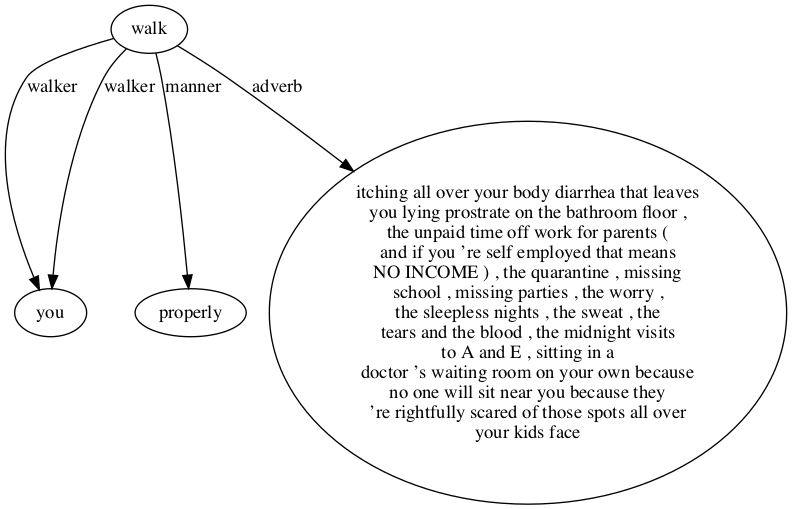 walk
walker
walker
manner
adverb
you
properly
itching all over your body diarrhea that leaves
you lying prostrate on the bathroom floor ,
the unpaid time off work for parents (
and if you 're self employed that means
NO INCOME ) , the quarantine , missing
school , missing parties , the worry ,
the sleepless nights , the sweat , the
tears and the blood , the midnight visits
to A and E , sitting in a
doctor 's waiting room on your own because
no one will sit near you because they
're rightfully scared of those spots all over
your kids face